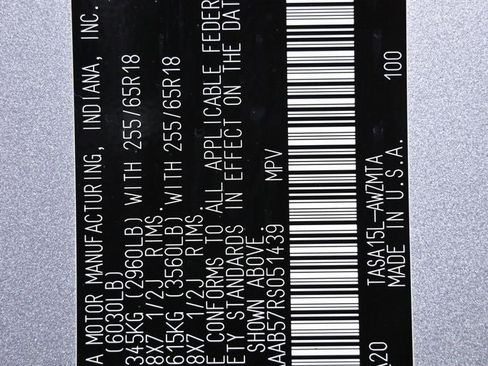 A MOTOR MANUFACTURING, INDIANA, INC.
(6030LB)
345KG (2960LB) WITH 255/65R18
8X7 1/2J RIMS.
615KG (3560LB) WITH 255/65R18
8X7 1/2J RIMS.
E CONFORMS TO ALL APPLICABLE FEDER
ETY STANDARDS IN EFFECT ON THE DAT
SHOWN ABOVE.
AAB57RS051439 MPV
TASA15L-AWZMTA 100
A20 MADE IN U.S.A.